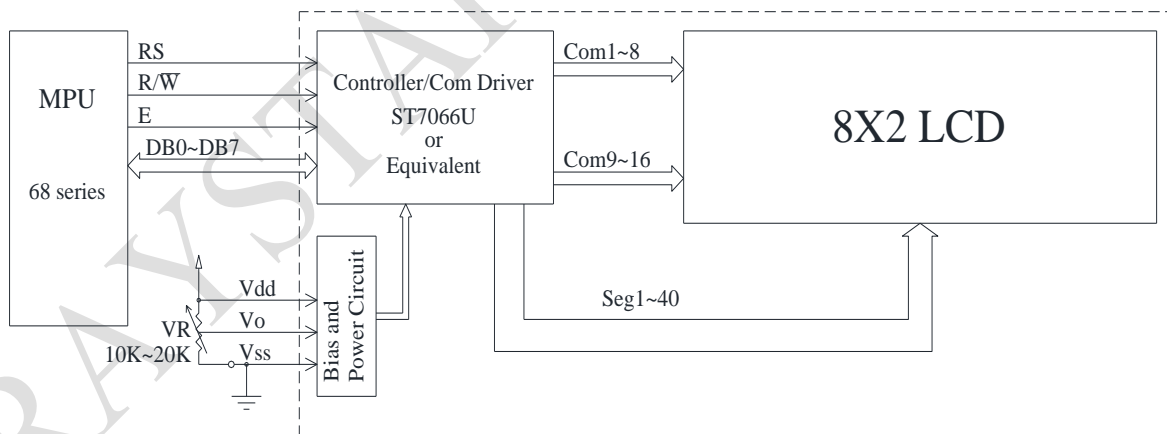 MPU
68 series
RS
R/W̅
E
DB0~DB7
Controller/Com Driver
ST7066U
or
Equivalent
Com1~8
Com9~16
8X2 LCD
Seg1~40
Vdd
Vo
Vss
VR
10K~20K
Bias and
Power Circuit
RAYSTA